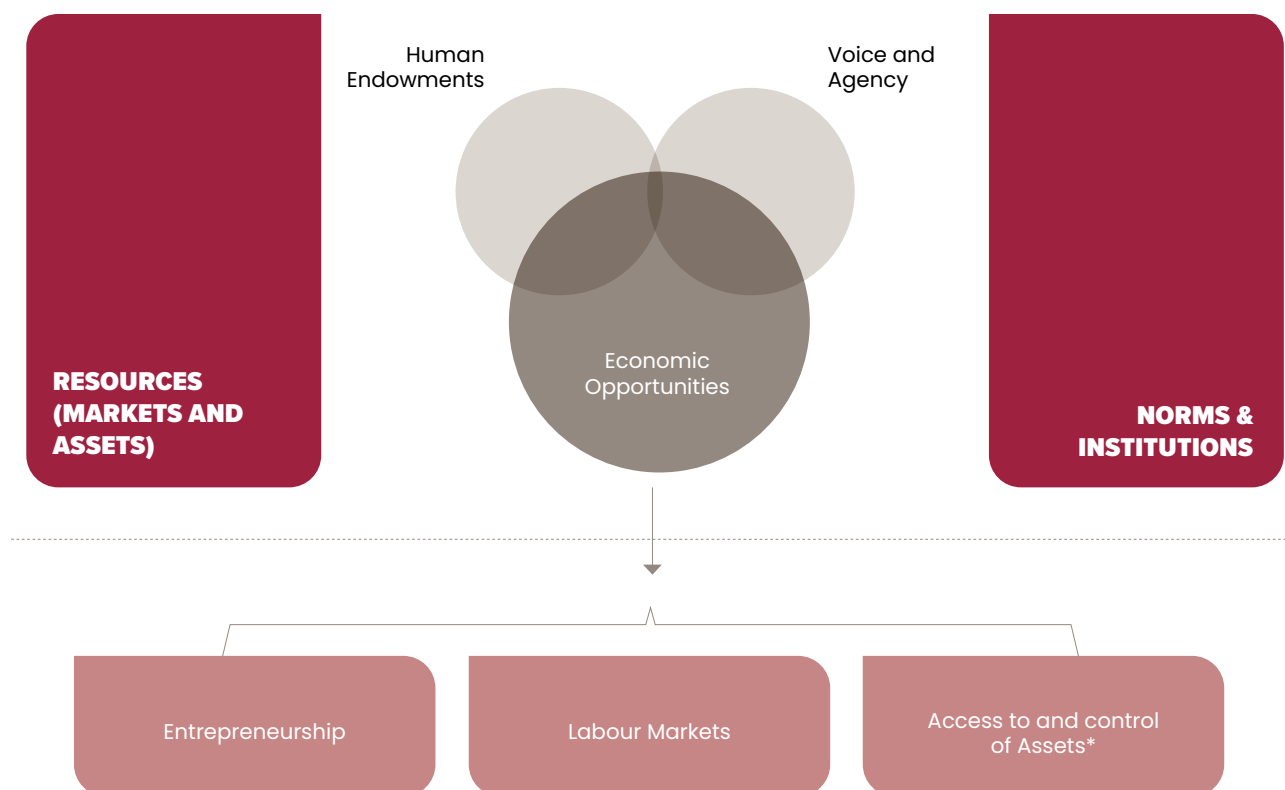 Human
Endowments
Voice and
Agency
RESOURCES
(MARKETS AND
ASSETS)
Economic
Opportunities
NORMS &
INSTITUTIONS
Entrepreneurship
Labour Markets
Access to and control
of Assets*